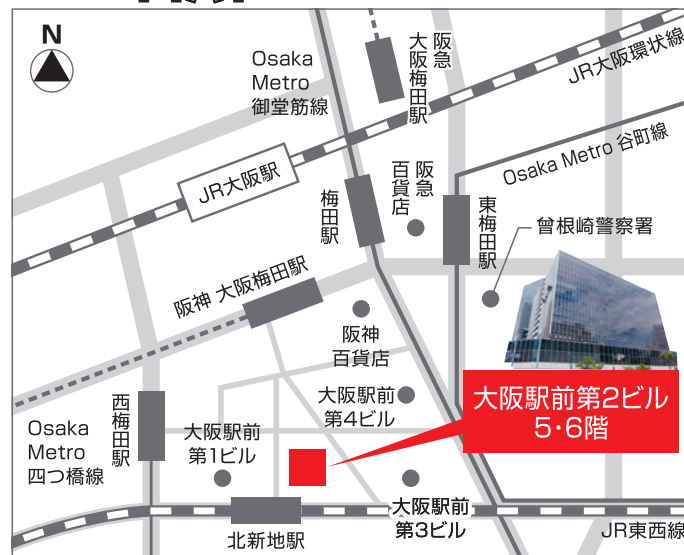 N
Osaka
Metro
御堂筋線
阪急
大阪梅田駅
JR大阪環状線
Osaka Metro 谷町線
JR大阪駅
梅田駅
阪急
百貨店
東梅田駅
曾根崎警察署
阪神 大阪梅田駅
阪神
百貨店
大阪駅前第2ビル
5・6階
西梅田駅
Osaka
Metro
四つ橋線
大阪駅前
第1ビル
大阪駅前
第4ビル
大阪駅前
第3ビル
北新地駅
JR東西線